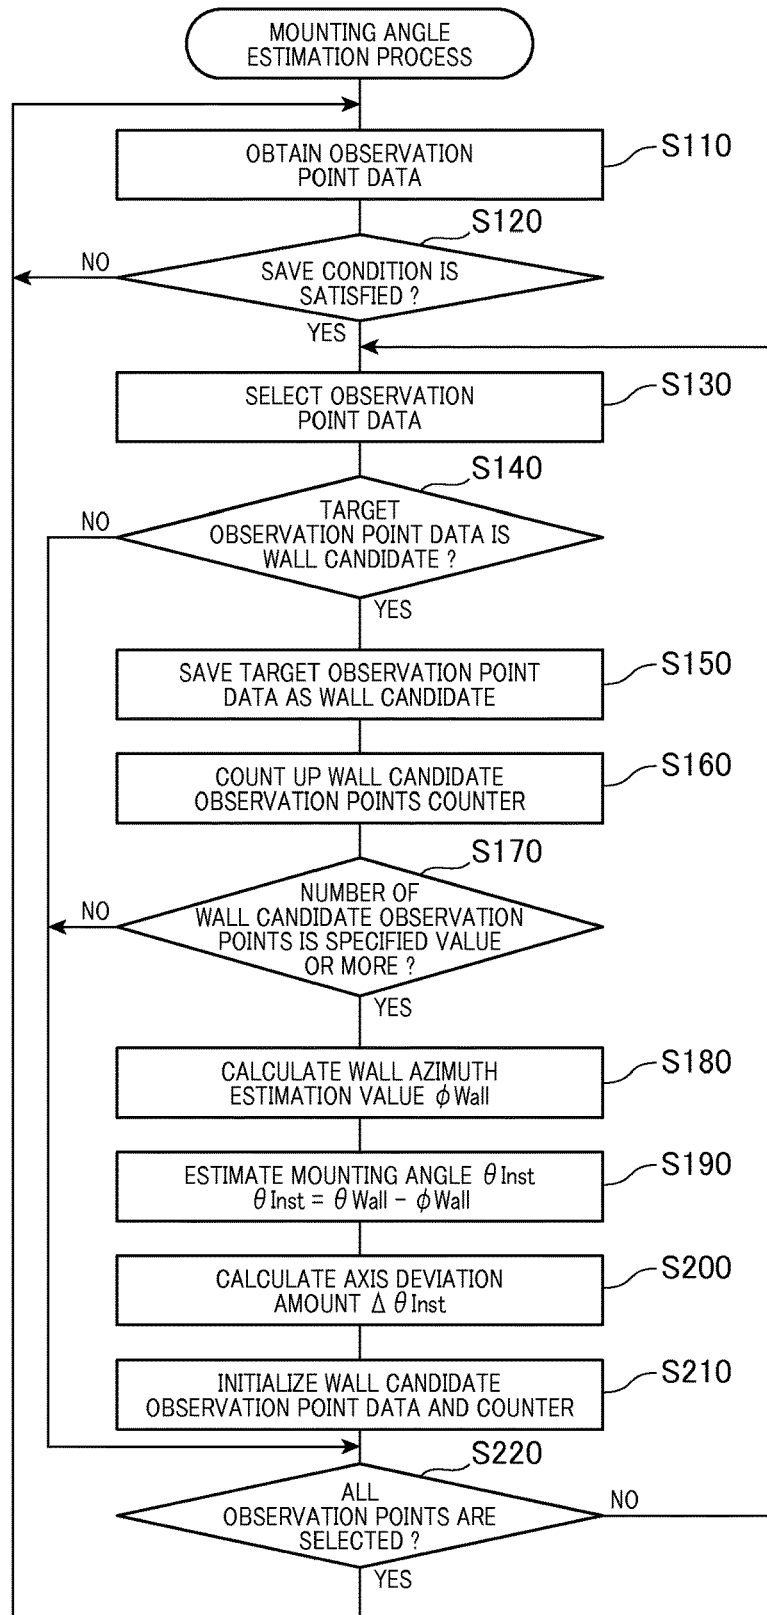 MOUNTING ANGLE
ESTIMATION PROCESS
OBTAIN OBSERVATION
POINT DATA
S110
S120
NO
SAVE CONDITION IS
SATISFIED ?
YES
SELECT OBSERVATION
POINT DATA
S130
S140
NO
TARGET
OBSERVATION POINT DATA IS
WALL CANDIDATE ?
YES
SAVE TARGET OBSERVATION POINT
DATA AS WALL CANDIDATE
S150
COUNT UP WALL CANDIDATE
OBSERVATION POINTS COUNTER
S160
S170
NO
NUMBER OF
WALL CANDIDATE OBSERVATION
POINTS IS SPECIFIED VALUE
OR MORE ?
YES
CALCULATE WALL AZIMUTH
ESTIMATION VALUE ϕWall
S180
ESTIMATE MOUNTING ANGLE θInst
θInst = θWall − ϕWall
S190
CALCULATE AXIS DEVIATION
AMOUNT Δ θInst
S200
INITIALIZE WALL CANDIDATE
OBSERVATION POINT DATA AND COUNTER
S210
S220
ALL
OBSERVATION POINTS ARE
SELECTED ?
NO
YES